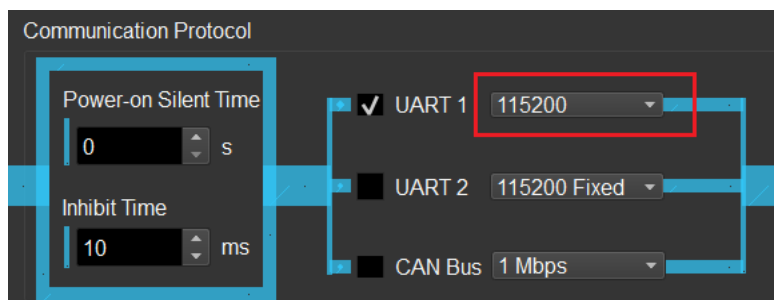 Communication Protocol
Power-on Silent Time
0 s
Inhibit Time
10 ms
UART 1 115200
UART 2 115200 Fixed
CAN Bus 1 Mbps